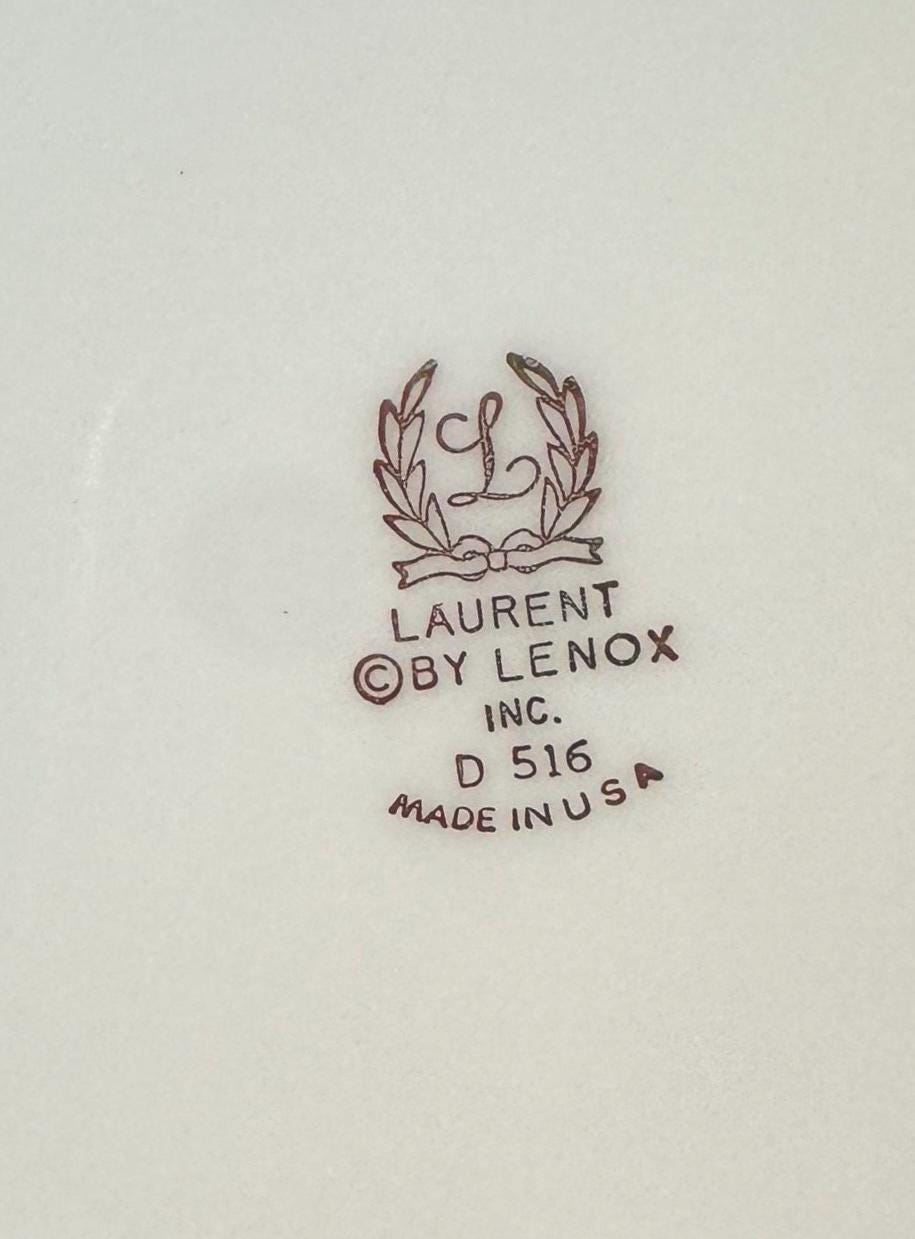 L
LAURENT
©BY LENOX
INC.
D 516
MADE IN USA